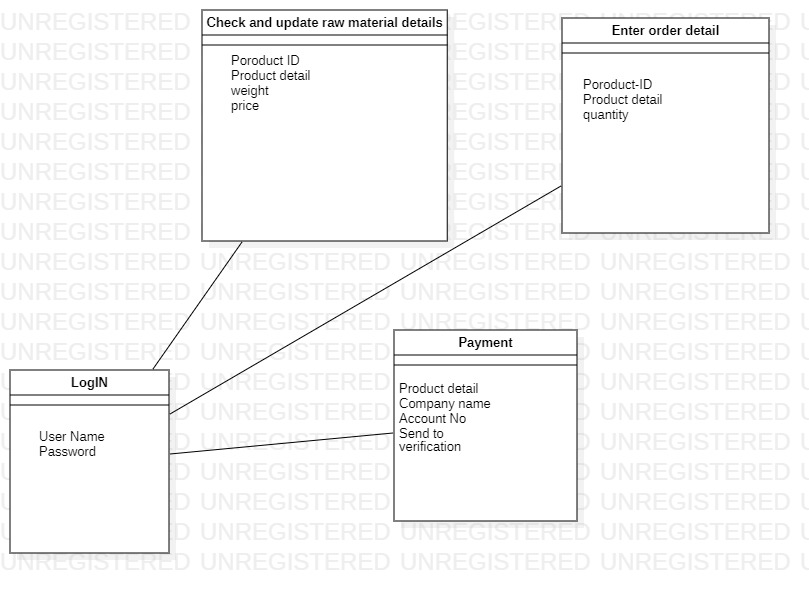 Check and update raw material details
Poroduct ID
Product detail
weight
price
Enter order detail
Poroduct-ID
Product detail
quantity
Payment
Product detail
Company name
Account No
Send to
verification
LogIN
User Name
Password
UNREGISTERED